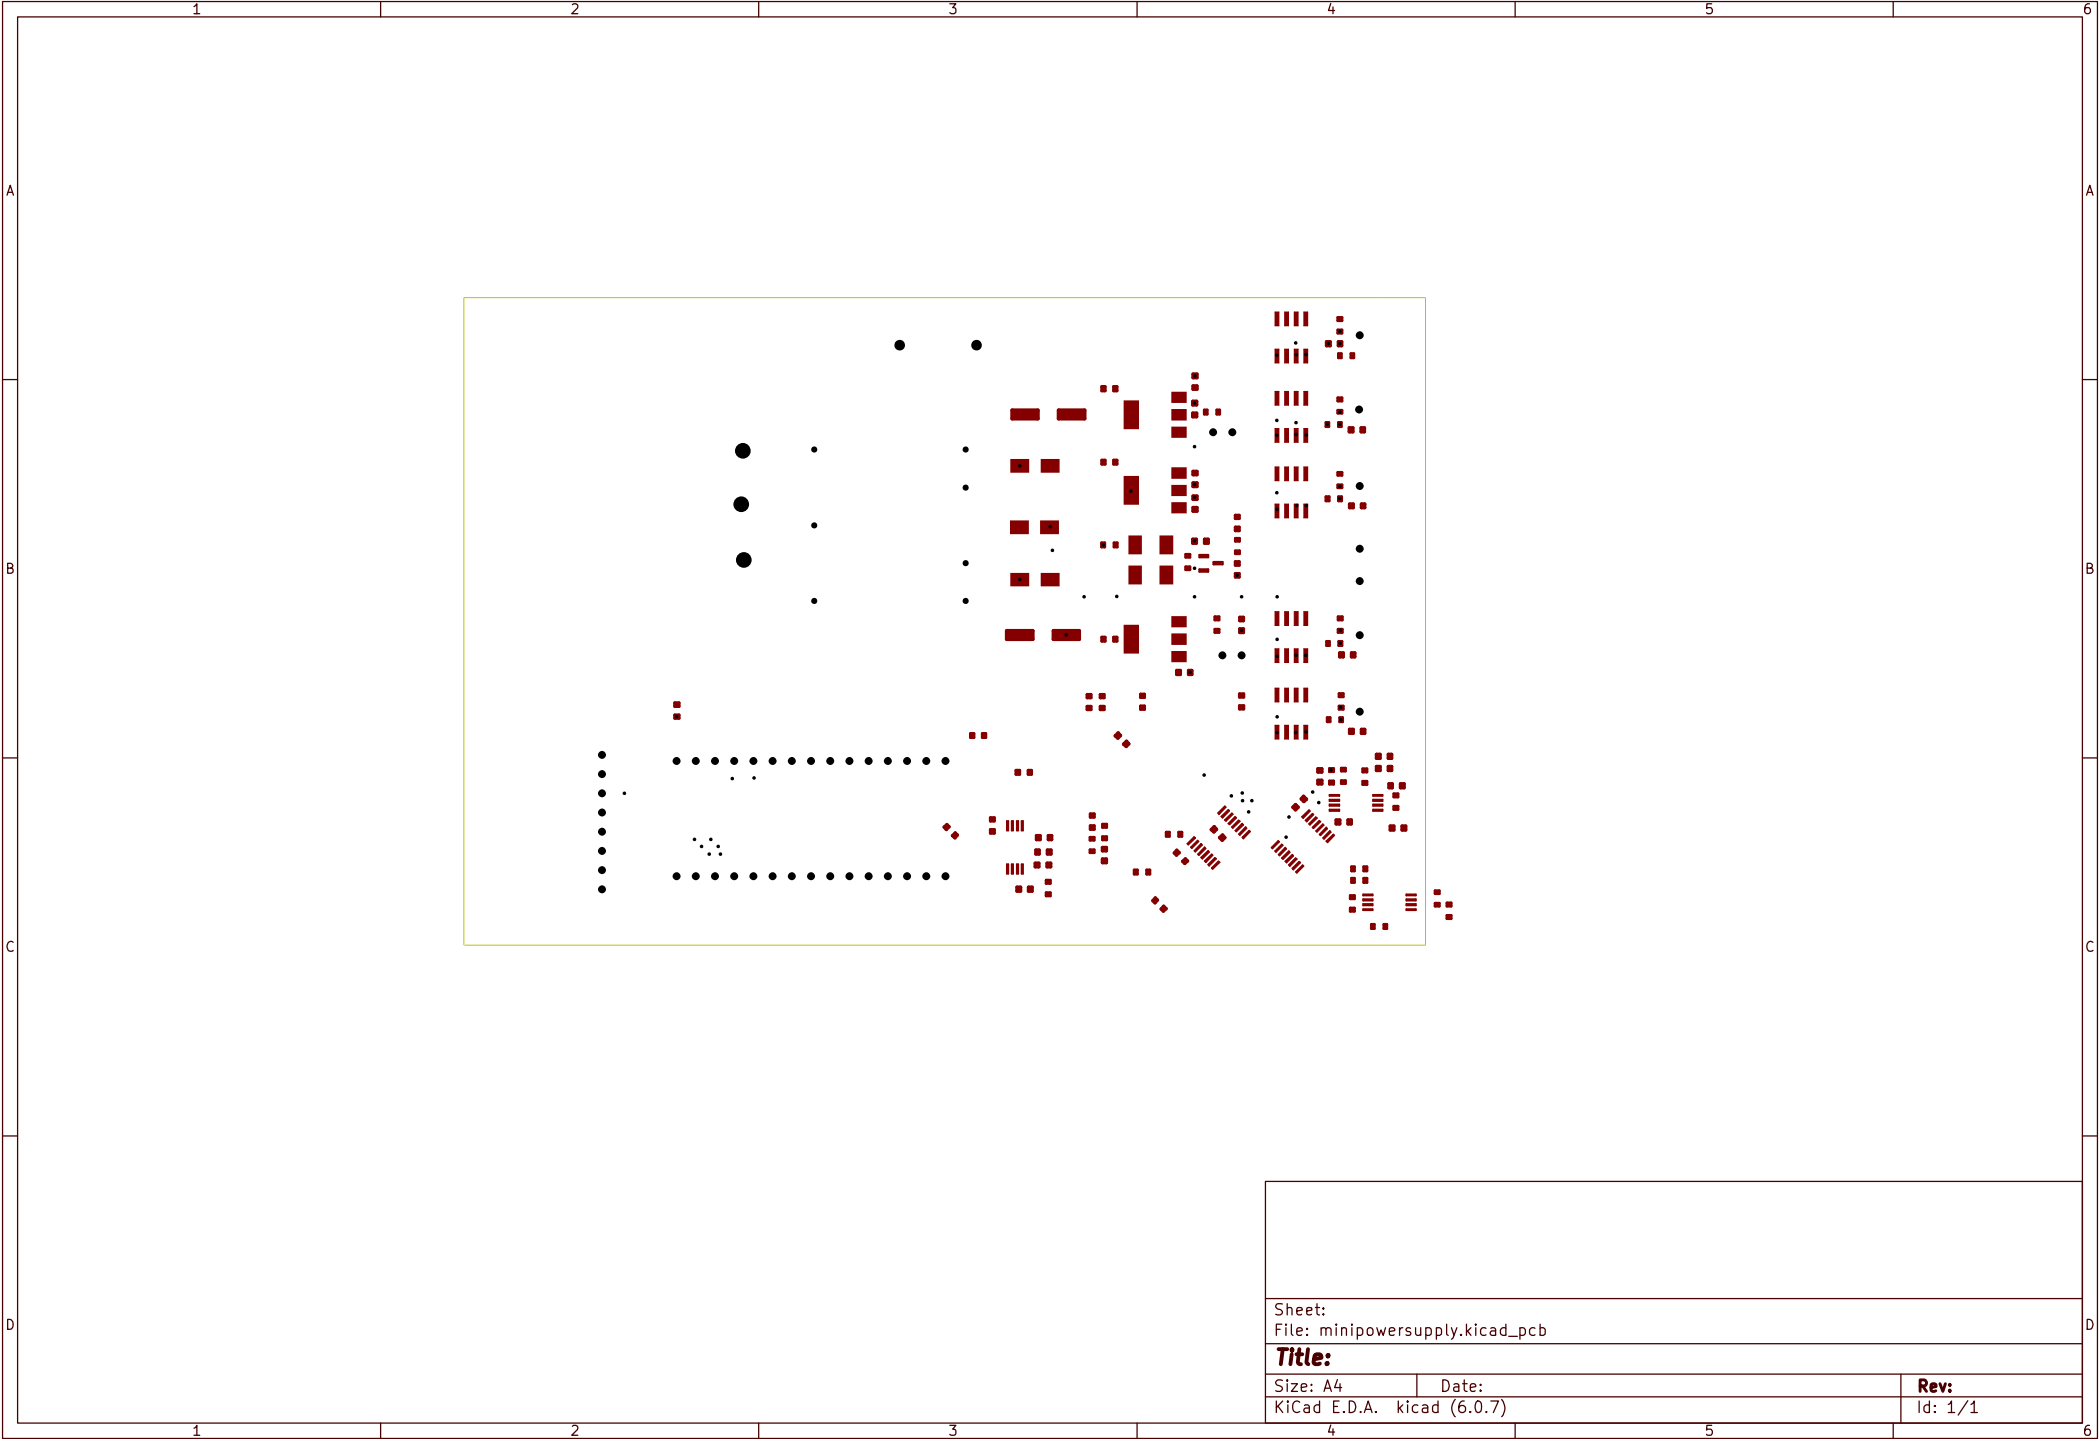 1 2 3 4 5 6
A A
B B
C C
Sheet:
File: minipowersupply.kicad_pcb
D D
Title:
Size: A4 Date: Rev:
KiCad E.D.A. kicad (6.0.7) Id: 1/1
1 2 3 4 5 6